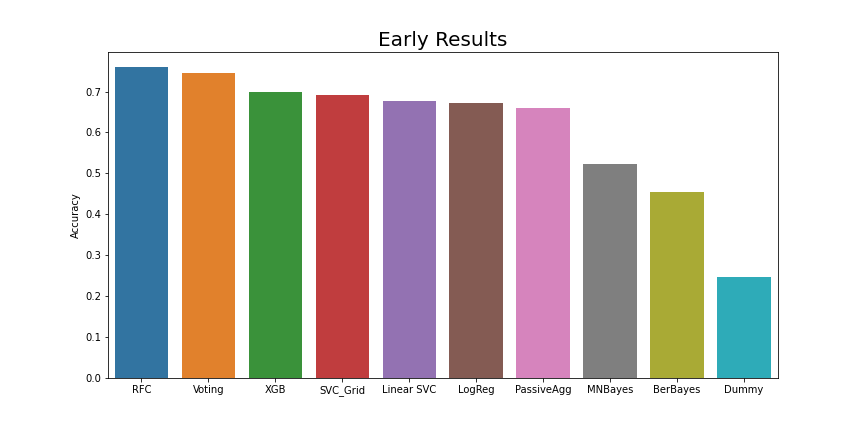 Early Results
Accuracy
0.7
0.6
0.5
0.4
0.3
0.2
0.1
0.0
RFC Voting XGB SVC_Grid Linear SVC LogReg PassiveAgg MNBayes BerBayes Dummy